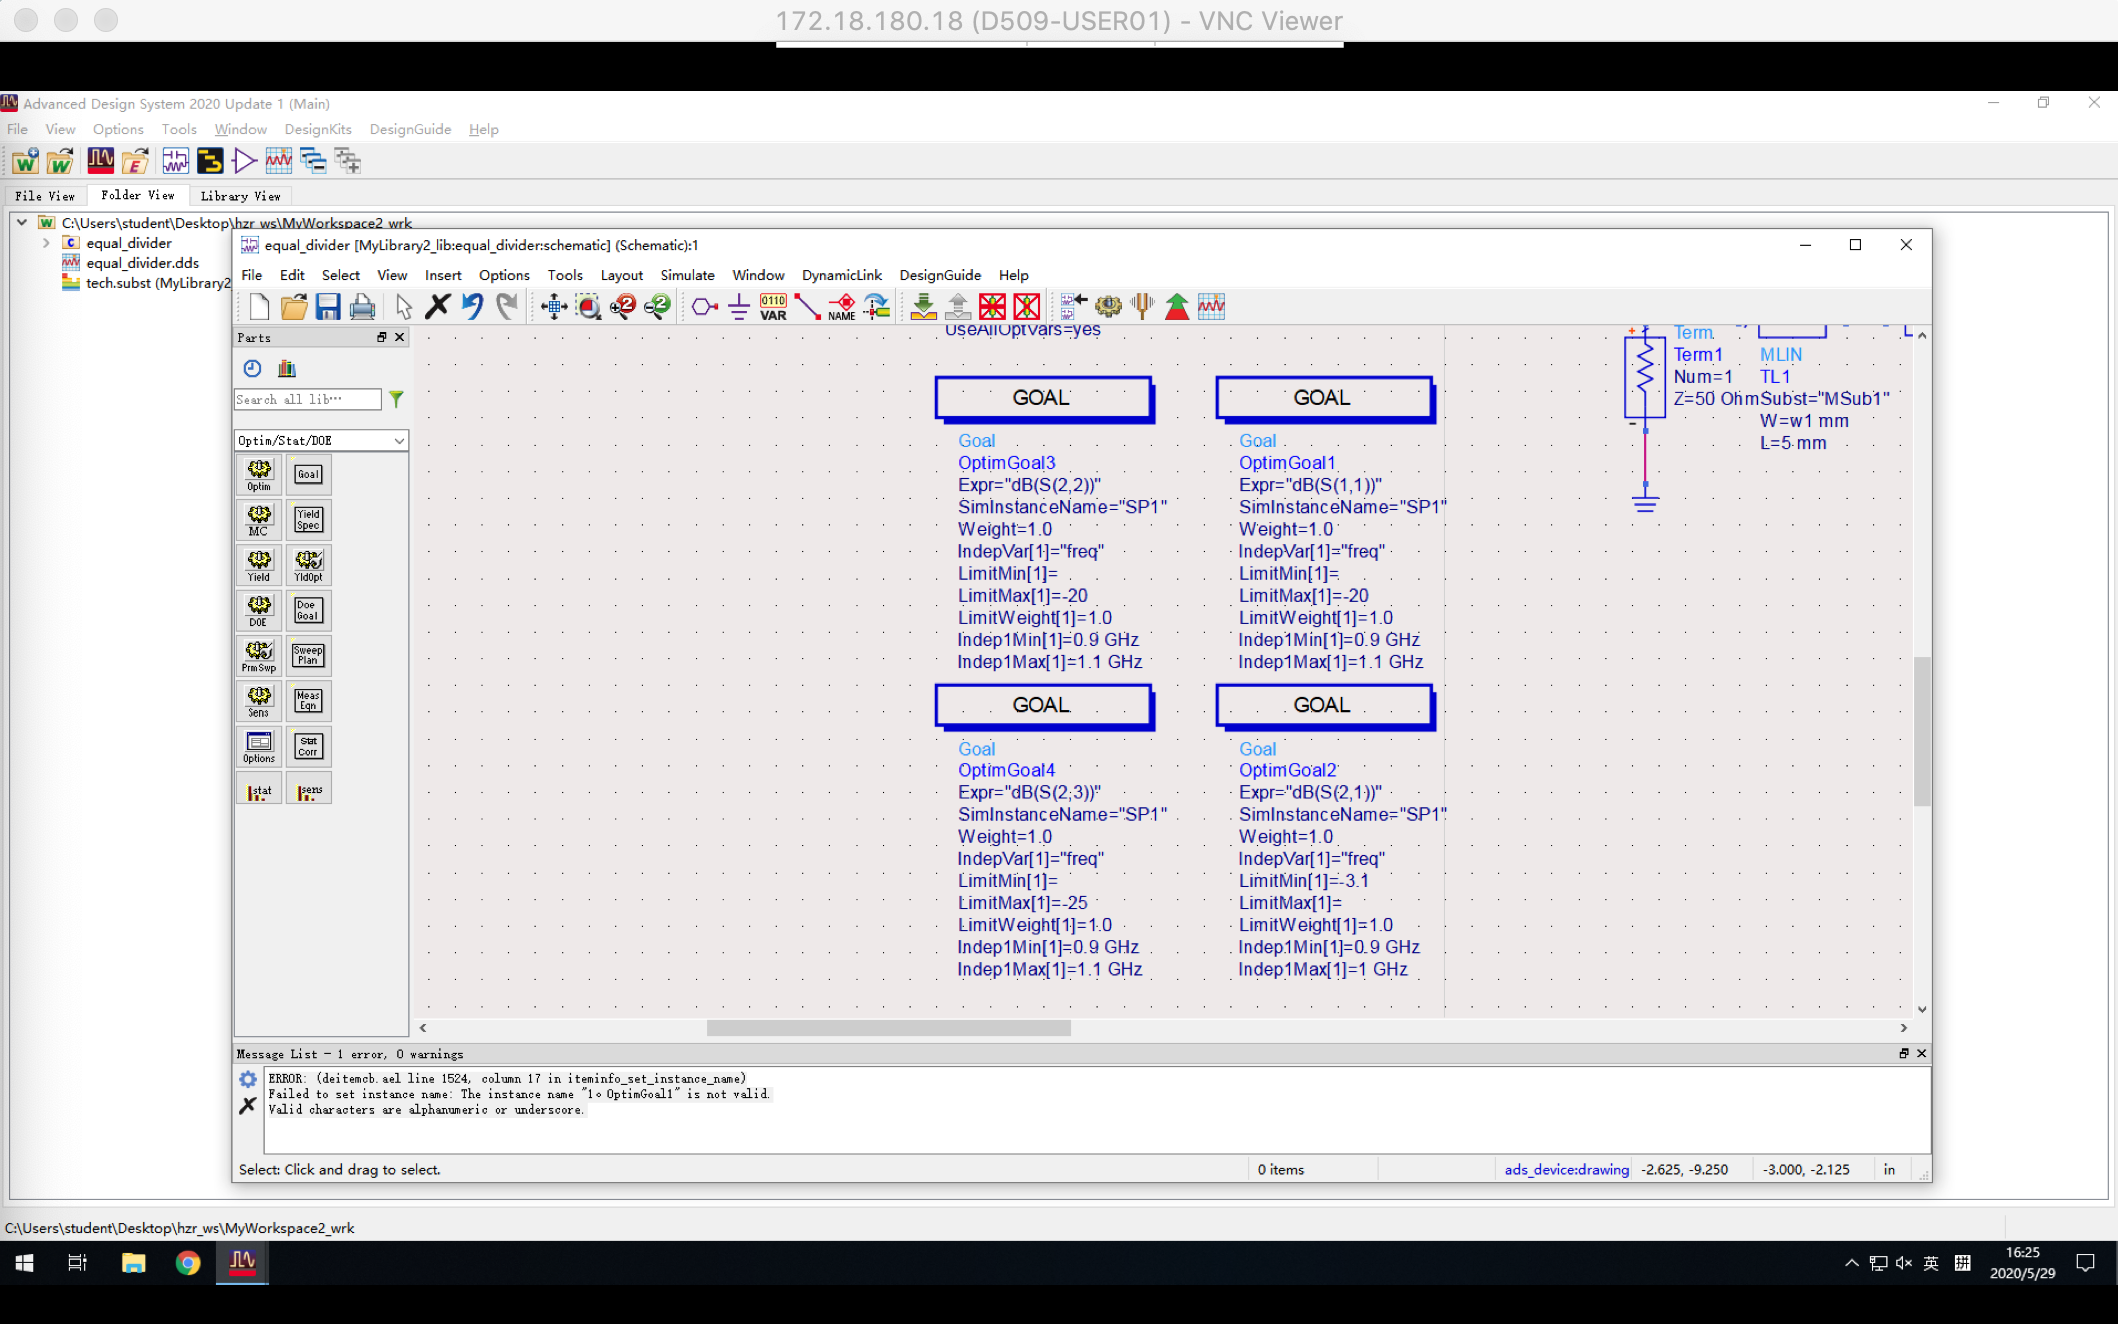 172.18.180.18 (D509-USER01) - VNC Viewer
Advanced Design System 2020 Update 1 (Main)
File View Options Tools Window DesignKits DesignGuide Help
File View Folder View Library View
C:\Users\student\Desktop\hzr_ws\MyWorkspace2_wrk
equal_divider
equal_divider.dds
tech.subst (MyLibrary2
equal_divider [MyLibrary2_lib:equal_divider:schematic] (Schematic):1
File Edit Select View Insert Options Tools Layout Simulate Window DynamicLink DesignGuide Help
0110
VAR
NAME
Parts
Search all lib…
Optim/Stat/DOE
Optim
Goal
MC
Yield Spec
Yield
YldOpt
DOE
Doe Goal
PrmSwp
Sweep Plan
Sens
Meas Eqn
Options
Stat Corr
stat
sens
UseAllOptVars=yes
GOAL
Goal
OptimGoal3
Expr="dB(S(2,2))"
SimInstanceName="SP1"
Weight=1.0
IndepVar[1]="freq"
LimitMin[1]=
LimitMax[1]=-20
LimitWeight[1]=1.0
Indep1Min[1]=0.9 GHz
Indep1Max[1]=1.1 GHz
GOAL
Goal
OptimGoal1
Expr="dB(S(1,1))"
SimInstanceName="SP1"
Weight=1.0
IndepVar[1]="freq"
LimitMin[1]=
LimitMax[1]=-20
LimitWeight[1]=1.0
Indep1Min[1]=0.9 GHz
Indep1Max[1]=1.1 GHz
GOAL
Goal
OptimGoal4
Expr="dB(S(2,3))"
SimInstanceName="SP1"
Weight=1.0
IndepVar[1]="freq"
LimitMin[1]=
LimitMax[1]=-25
LimitWeight[1]=1.0
Indep1Min[1]=0.9 GHz
Indep1Max[1]=1.1 GHz
GOAL
Goal
OptimGoal2
Expr="dB(S(2,1))"
SimInstanceName="SP1"
Weight=1.0
IndepVar[1]="freq"
LimitMin[1]=-3.1
LimitMax[1]=
LimitWeight[1]=1.0
Indep1Min[1]=0.9 GHz
Indep1Max[1]=1 GHz
Term
Term1
Num=1
Z=50 Ohm
MLIN
TL1
Subst="MSub1"
W=w1 mm
L=5 mm
Message List - 1 error, 0 warnings
ERROR: (deitemcb.ael line 1524, column 17 in iteminfo_set_instance_name)
Failed to set instance name: The instance name "1。OptimGoal1" is not valid.
Valid characters are alphanumeric or underscore.
Select: Click and drag to select.
0 items
ads_device:drawing
-2.625, -9.250
-3.000, -2.125
in
C:\Users\student\Desktop\hzr_ws\MyWorkspace2_wrk
英
拼
16:25
2020/5/29